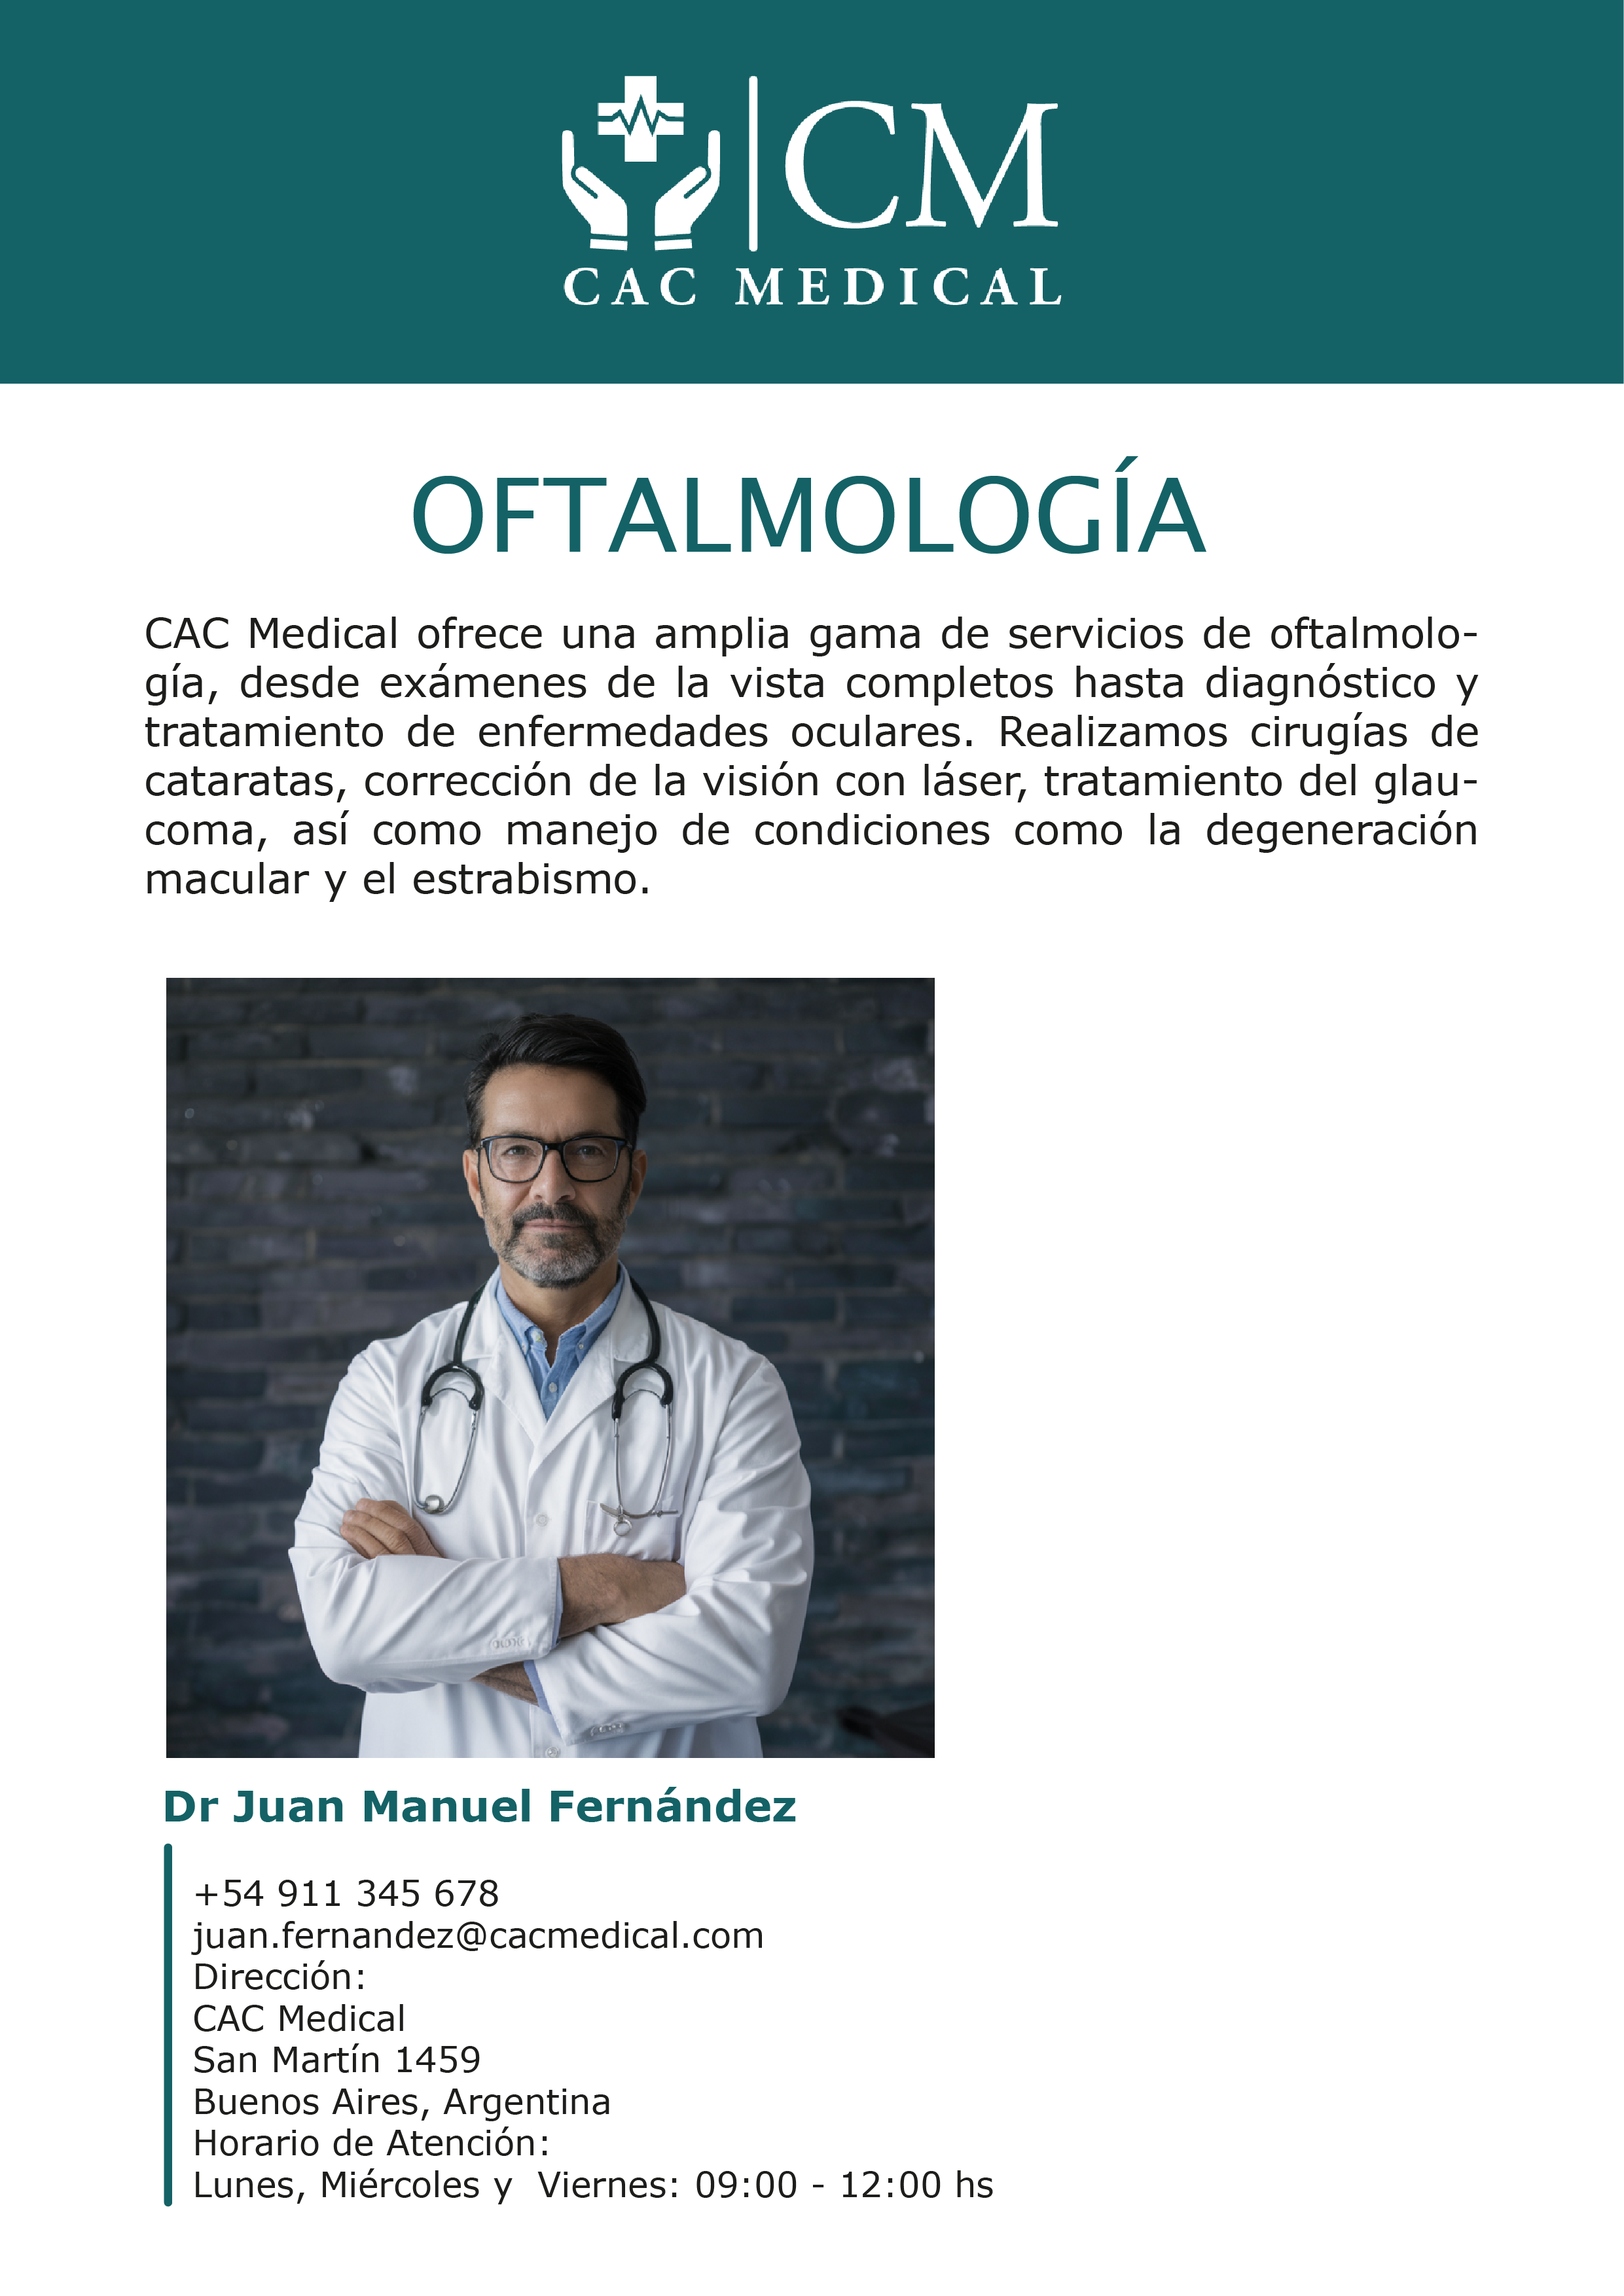 CM
CAC MEDICAL
OFTALMOLOGÍA
CAC Medical ofrece una amplia gama de servicios de oftalmolo-
gía, desde exámenes de la vista completos hasta diagnóstico y
tratamiento de enfermedades oculares. Realizamos cirugías de
cataratas, corrección de la visión con láser, tratamiento del glau-
coma, así como manejo de condiciones como la degeneración
macular y el estrabismo.
Dr Juan Manuel Fernández
+54 911 345 678
juan.fernandez@cacmedical.com
Dirección:
CAC Medical
San Martín 1459
Buenos Aires, Argentina
Horario de Atención:
Lunes, Miércoles y  Viernes: 09:00 - 12:00 hs